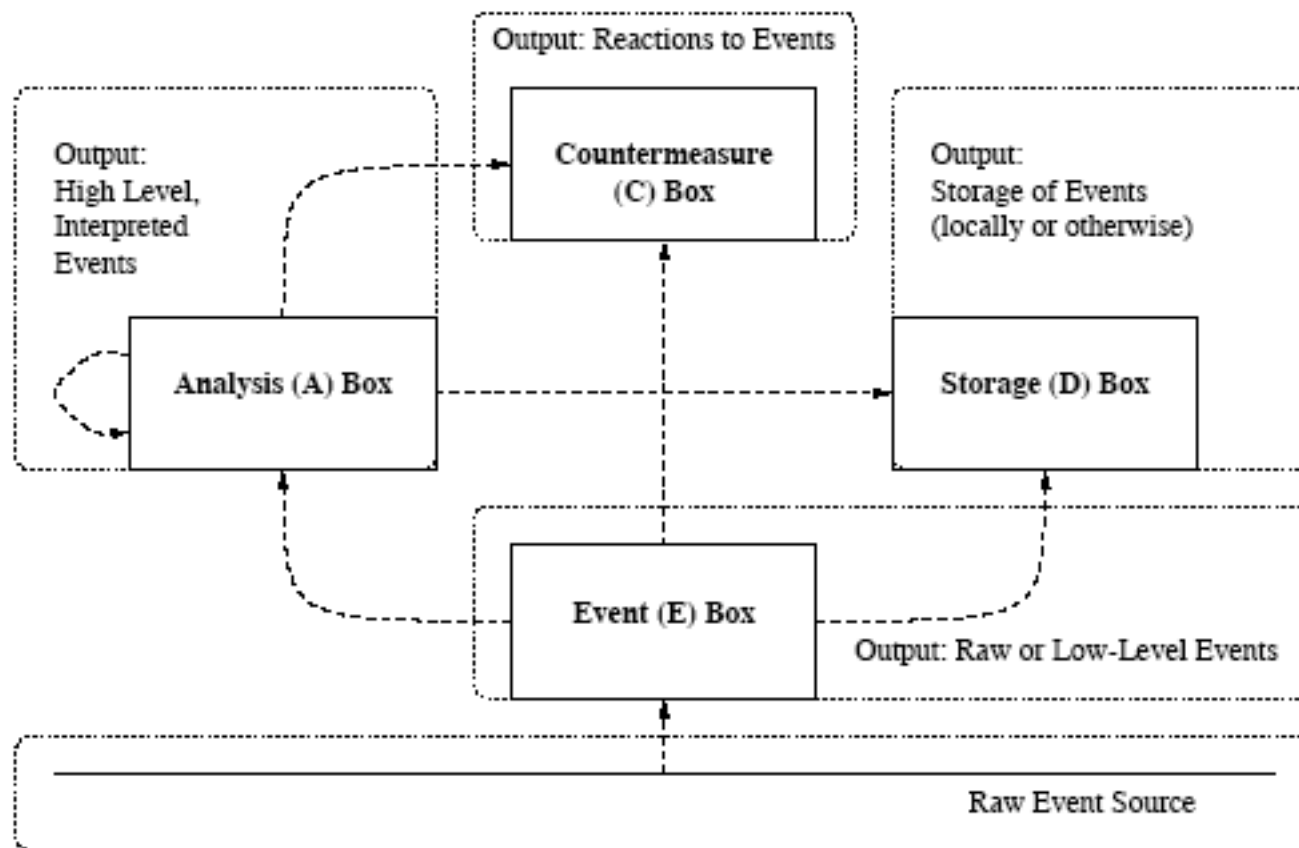 Output: Reactions to Events
Countermeasure
(C) Box
Output:
High Level,
Interpreted
Events
Output:
Storage of Events
(locally or otherwise)
Analysis (A) Box
Storage (D) Box
Event (E) Box
Output: Raw or Low-Level Events
Raw Event Source